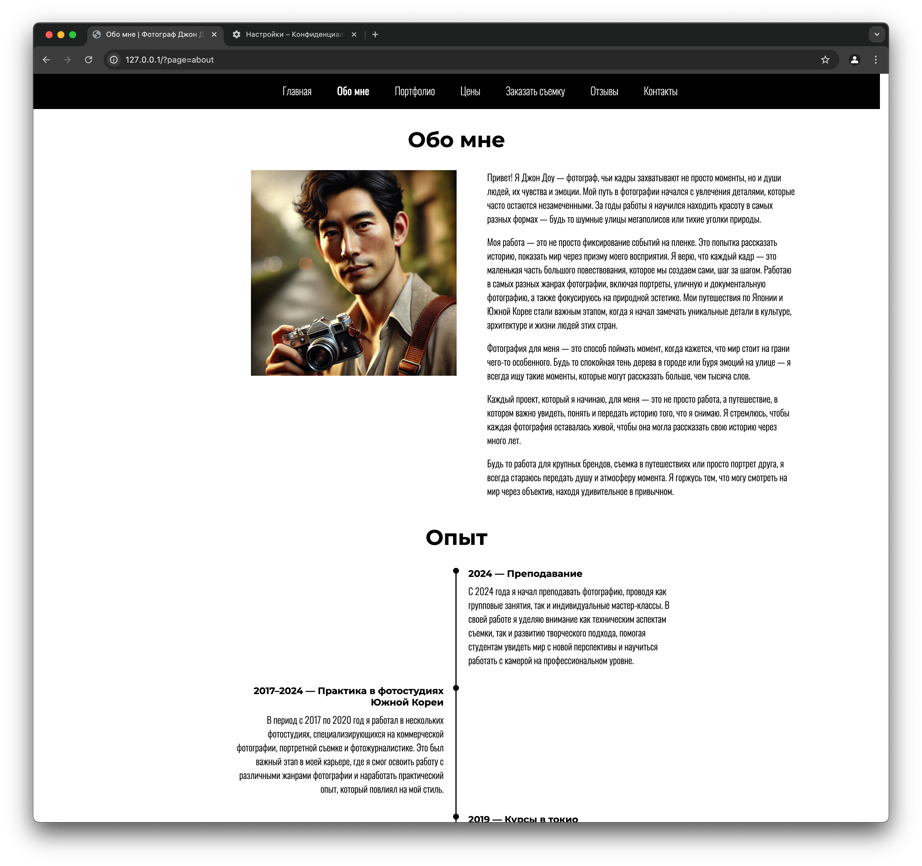 Обо мне | Фотограф Джон Д
Настройки – Конфиденциал
127.0.0.1/?page=about
Главная
Обо мне
Портфолио
Цены
Заказать съемку
Отзывы
Контакты
Обо мне
Привет! Я Джон Доу — фотограф, чьи кадры захватывают не просто моменты, но и души
людей, их чувства и эмоции. Мой путь в фотографии начался с увлечения деталями, которые
часто остаются незамеченными. За годы работы я научился находить красоту в самых
разных формах — будь то шумные улицы мегаполисов или тихие уголки природы.
Моя работа — это не просто фиксирование событий на пленке. Это попытка рассказать
историю, показать мир через призму моего восприятия. Я верю, что каждый кадр — это
маленькая часть большого повествования, которое мы создаем сами, шаг за шагом. Работаю
в самых разных жанрах фотографии, включая портреты, уличную и документальную
фотографию, а также фокусируюсь на природной эстетике. Мои путешествия по Японии и
Южной Корее стали важным этапом, когда я начал замечать уникальные детали в культуре,
архитектуре и жизни людей этих стран.
Фотография для меня — это способ поймать момент, когда кажется, что мир стоит на грани
чего-то особенного. Будь то спокойная тень дерева в городе или буря эмоций на улице — я
всегда ищу такие моменты, которые могут рассказать больше, чем тысяча слов.
Каждый проект, который я начинаю, для меня — это не просто работа, а путешествие, в
котором важно увидеть, понять и передать историю того, что я снимаю. Я стремлюсь, чтобы
каждая фотография оставалась живой, чтобы она могла рассказать свою историю через
много лет.
Будь то работа для крупных брендов, съемка в путешествиях или просто портрет друга, я
всегда стараюсь передать душу и атмосферу момента. Я горжусь тем, что могу смотреть на
мир через объектив, находя удивительное в привычном.
Опыт
2024 — Преподавание
С 2024 года я начал преподавать фотографию, проводя как
групповые занятия, так и индивидуальные мастер-классы. В
своей работе я уделяю внимание как техническим аспектам
съемки, так и развитию творческого подхода, помогая
студентам увидеть мир с новой перспективы и научиться
работать с камерой на профессиональном уровне.
2017–2024 — Практика в фотостудиях
Южной Кореи
В период с 2017 по 2020 год я работал в нескольких
фотостудиях, специализирующихся на коммерческой
фотографии, портретной съемке и фотожурналистике. Это был
важный этап в моей карьере, где я смог освоить работу с
различными жанрами фотографии и наработать практический
опыт, который повлиял на мой стиль.
2019 — Курсы в токио